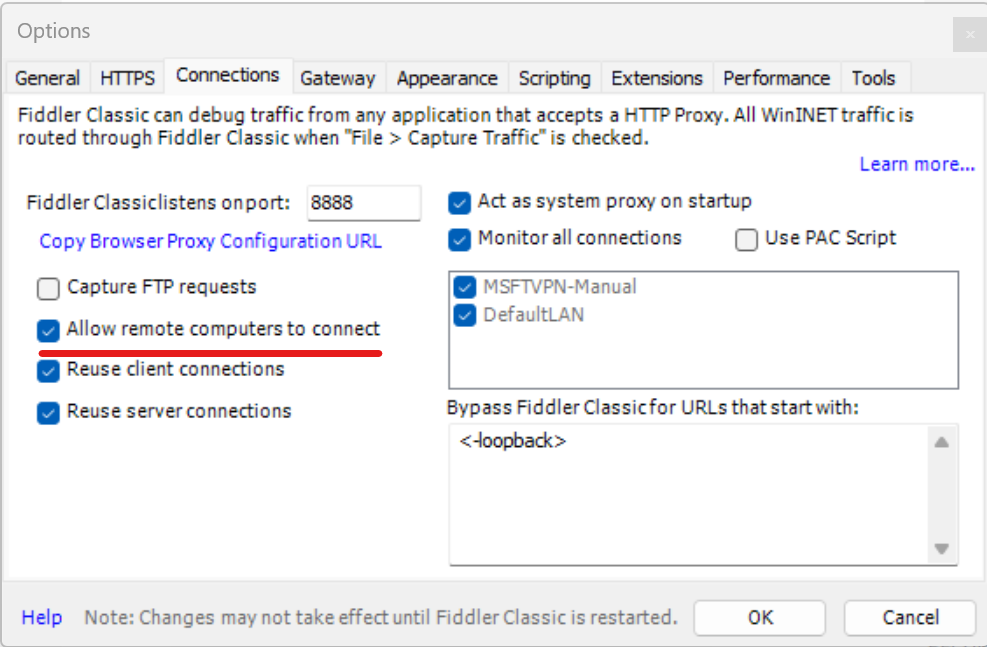 Options
General HTTPS Connections Gateway Appearance Scripting Extensions Performance Tools
Fiddler Classic can debug traffic from any application that accepts a HTTP Proxy. All WinINET traffic is
routed through Fiddler Classic when "File > Capture Traffic" is checked.
Learn more...
Fiddler Classic listens on port: 8888
Act as system proxy on startup
Copy Browser Proxy Configuration URL
Monitor all connections
Use PAC Script
Capture FTP requests
MSFTVPN-Manual
DefaultLAN
Allow remote computers to connect
Reuse client connections
Reuse server connections
Bypass Fiddler Classic for URLs that start with:
<-loopback>
Help
Note: Changes may not take effect until Fiddler Classic is restarted.
OK
Cancel